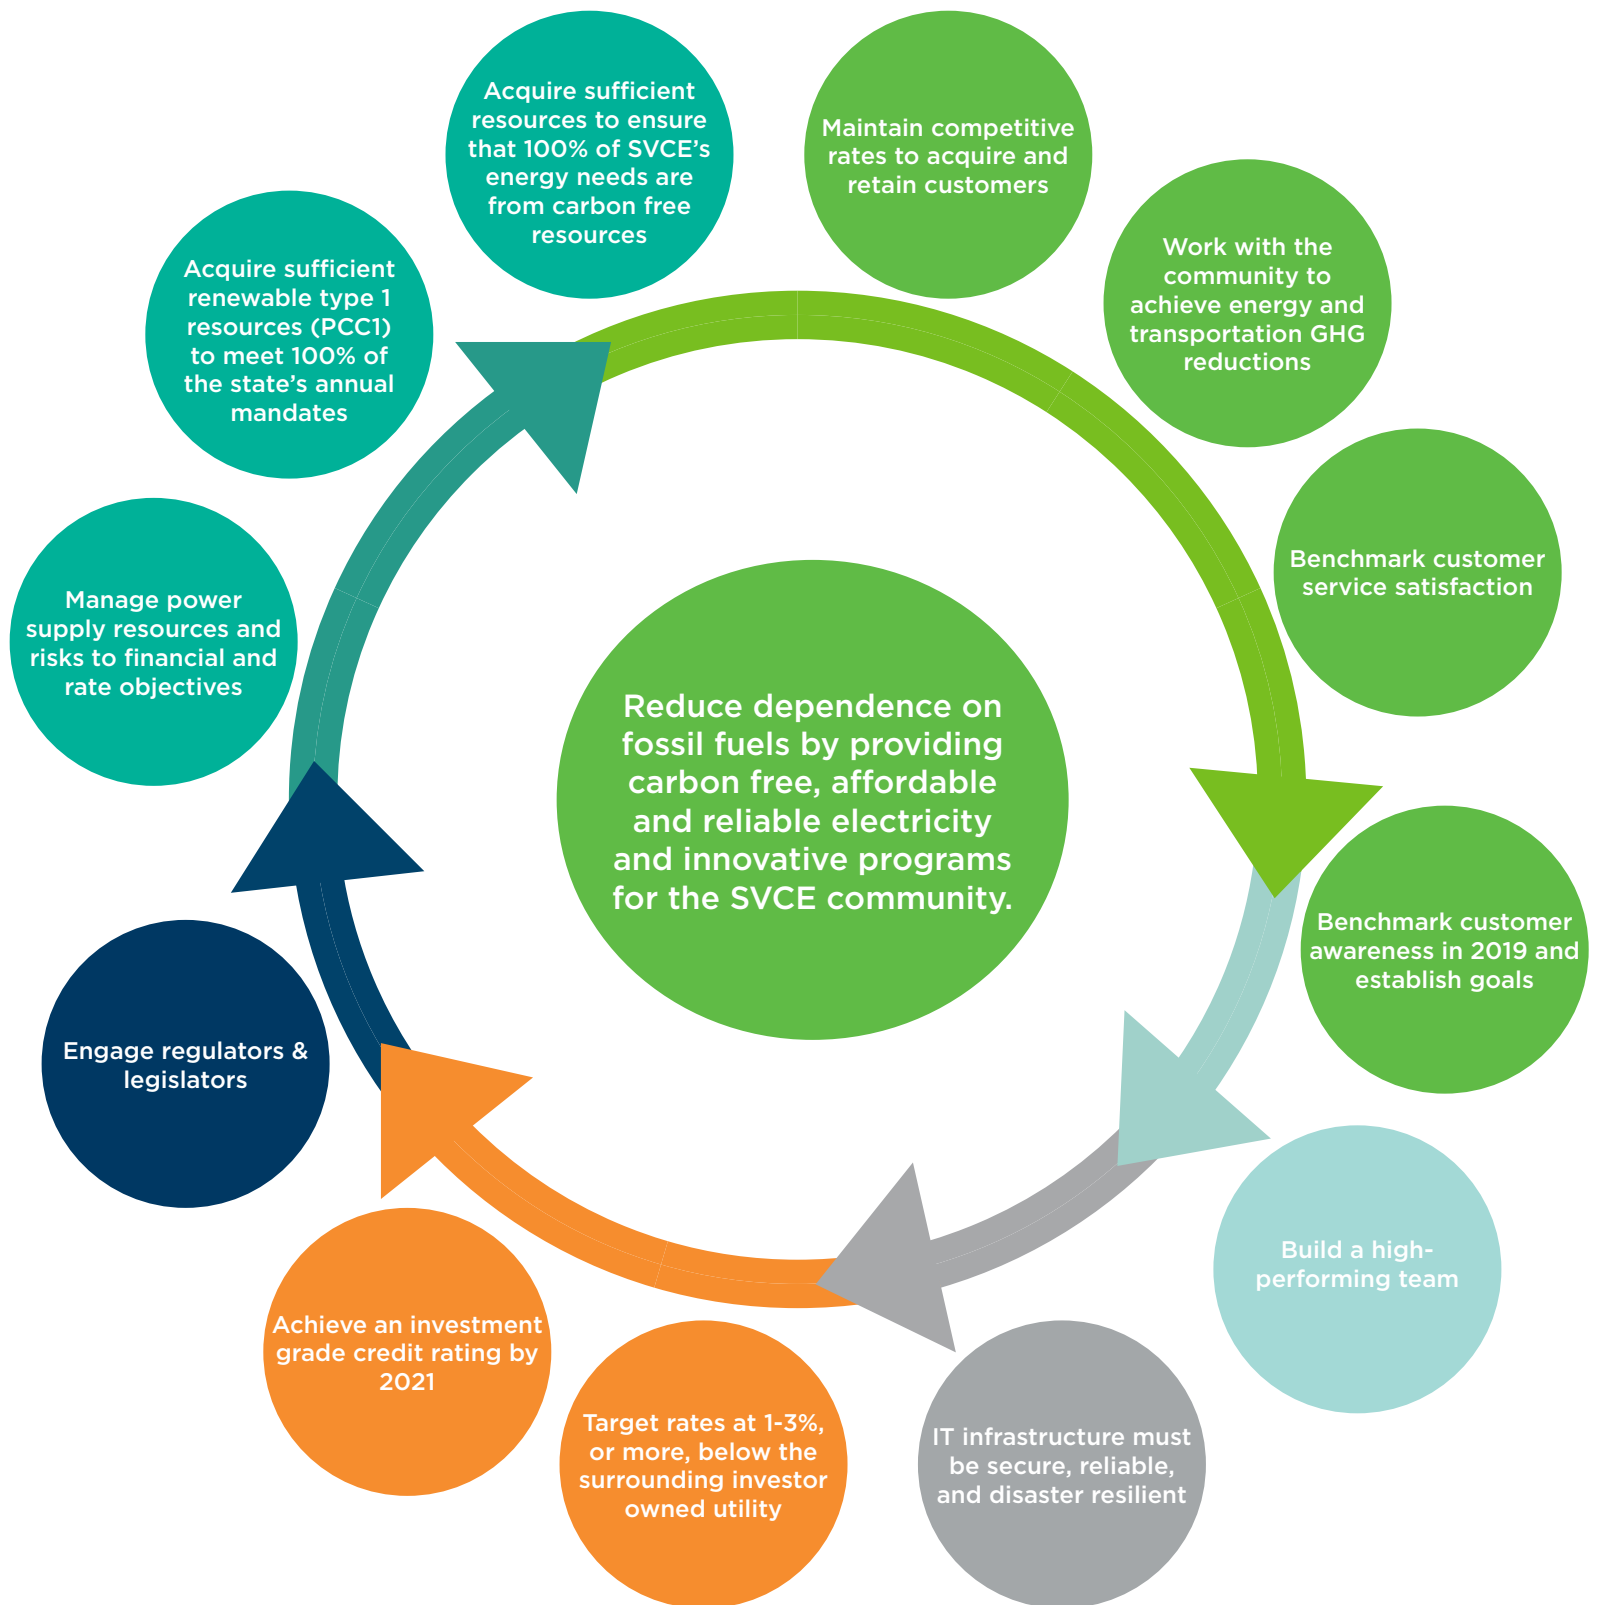 Acquire sufficient
resources to ensure
that 100% of SVCE’s
energy needs are
from carbon free
resources
Maintain competitive
rates to acquire and
retain customers
Work with the
community to
achieve energy and
transportation GHG
reductions
Benchmark customer
service satisfaction
Benchmark customer
awareness in 2019 and
establish goals
Build a high-
performing team
IT infrastructure must
be secure, reliable,
and disaster resilient
Target rates at 1-3%,
or more, below the
surrounding investor
owned utility
Achieve an investment
grade credit rating by
2021
Engage regulators &
legislators
Manage power
supply resources and
risks to financial and
rate objectives
Acquire sufficient
renewable type 1
resources (PCC1)
to meet 100% of
the state’s annual
mandates
Reduce dependence on
fossil fuels by providing
carbon free, affordable
and reliable electricity
and innovative programs
for the SVCE community.